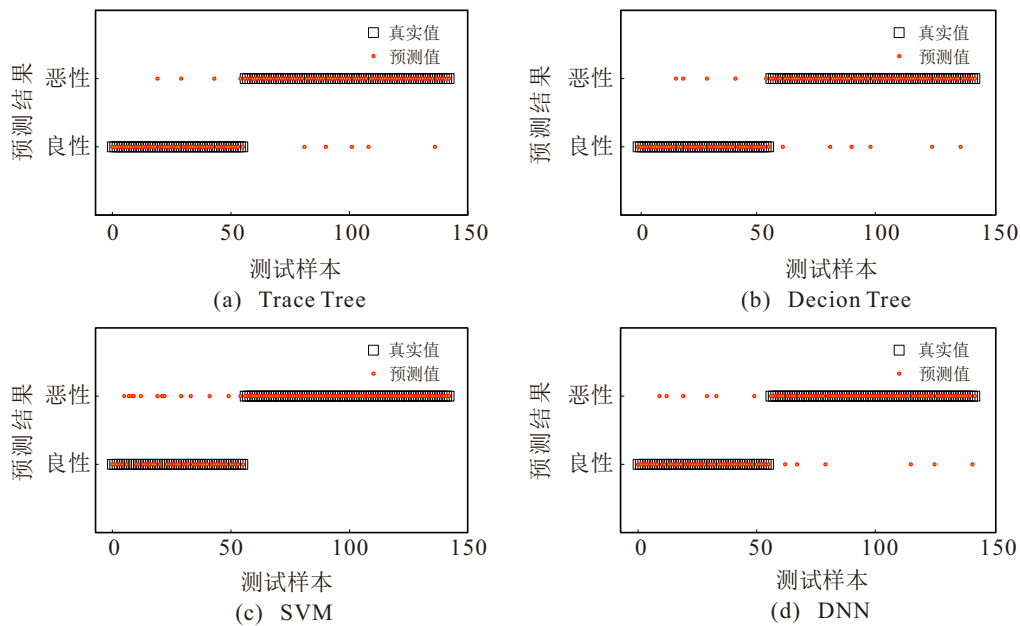 真实值
预测值
预测结果
恶性
良性
0 50 100 150
测试样本
(a) Trace Tree
真实值
预测值
预测结果
恶性
良性
0 50 100 150
测试样本
(b) Decion Tree
真实值
预测值
预测结果
恶性
良性
0 50 100 150
测试样本
(c) SVM
真实值
预测值
预测结果
恶性
良性
0 50 100 150
测试样本
(d) DNN